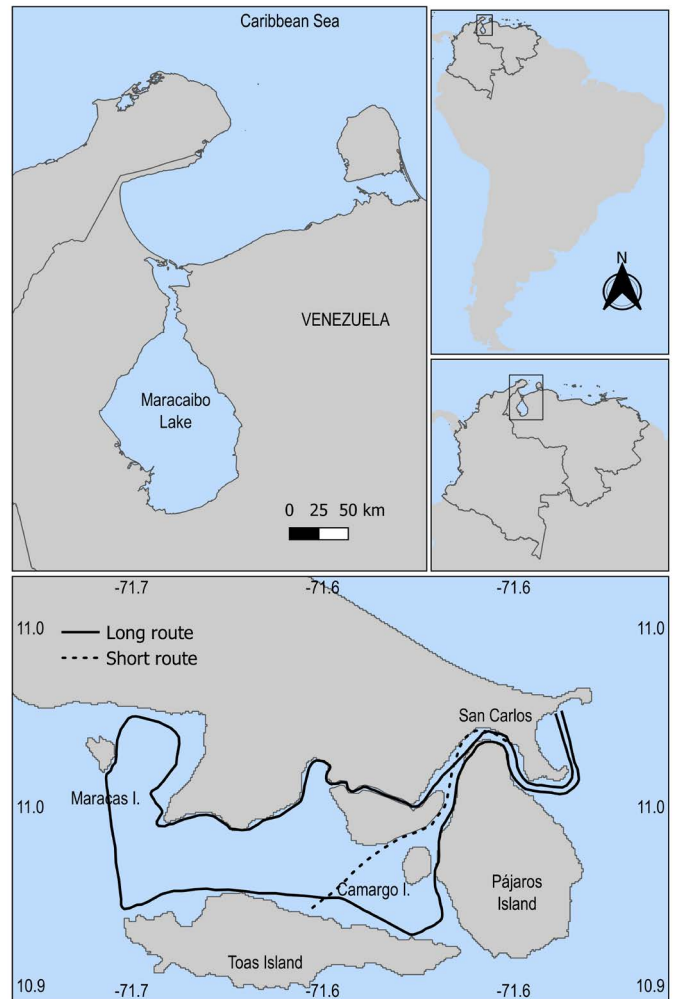 Caribbean Sea
N
VENEZUELA
Maracaibo
Lake
0 25 50 km
-71.7 -71.6 -71.6
11.0 11.0
Long route
Short route
San Carlos
Maracas I.
11.0 11.0
Camargo I.
Pájaros
Island
Toas Island
10.9 -71.7 -71.6 -71.6 10.9